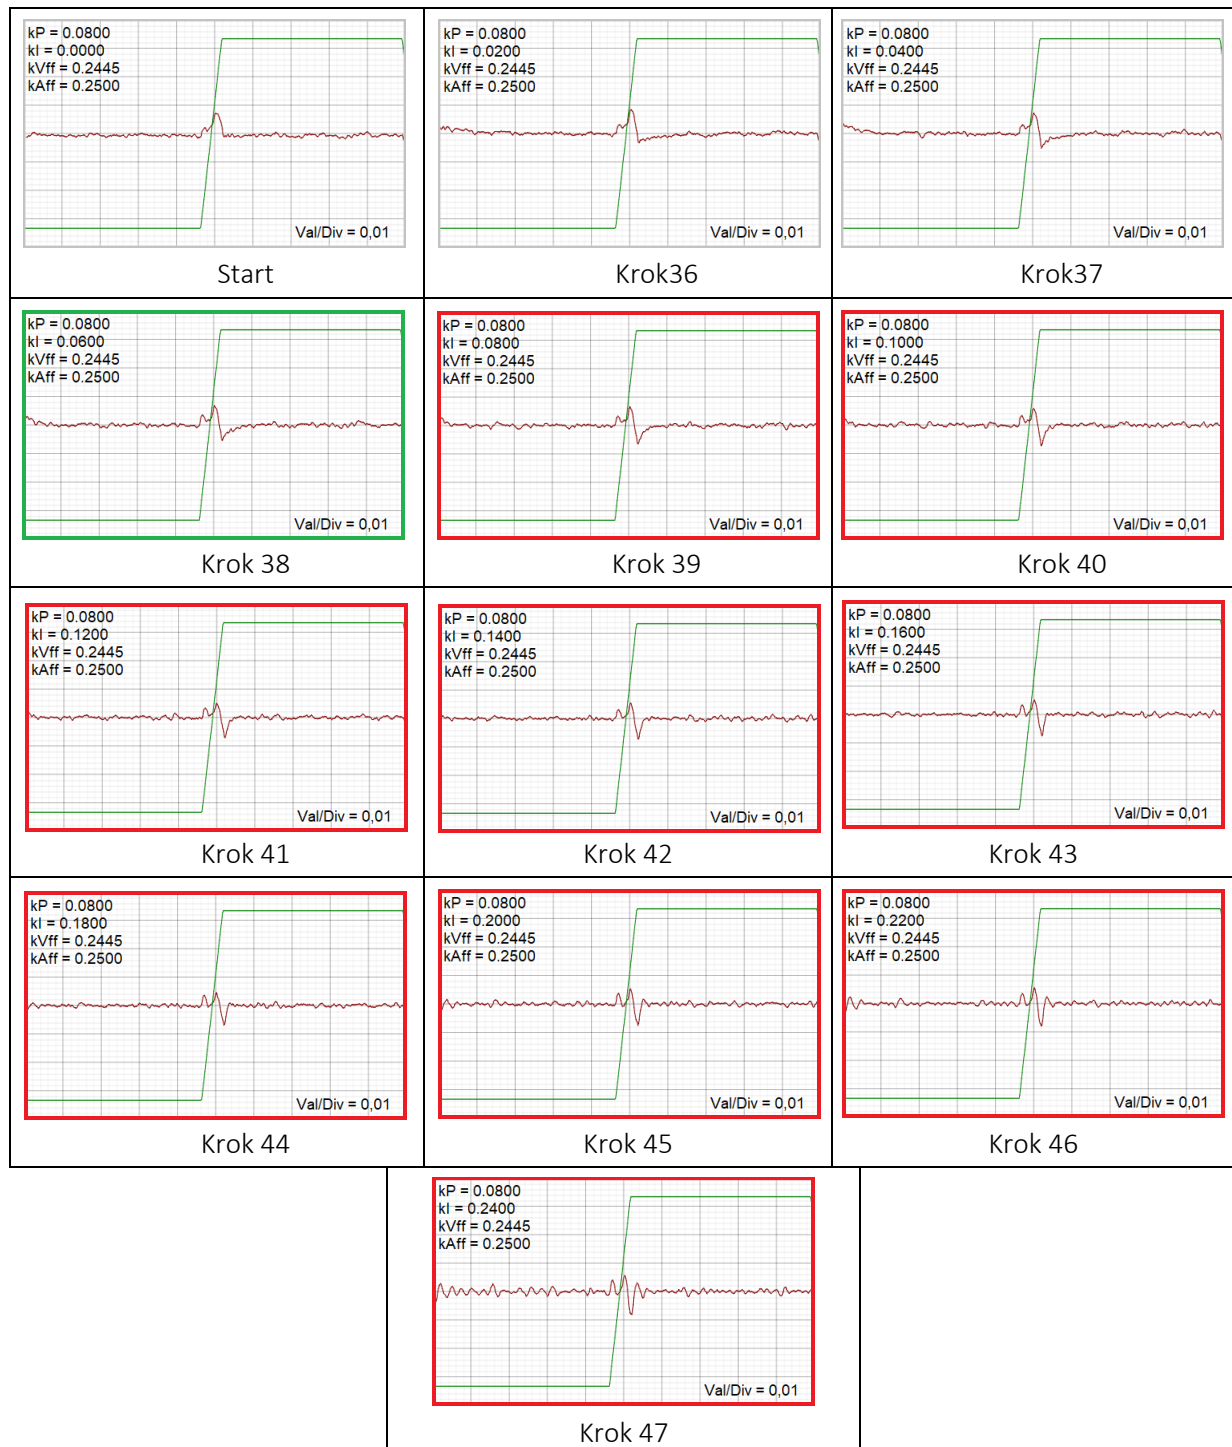 kP = 0.0800
kI = 0.0000
kVff = 0.2445
kAff = 0.2500
Val/Div = 0,01
Start
kP = 0.0800
kI = 0.0200
kVff = 0.2445
kAff = 0.2500
Val/Div = 0,01
Krok36
kP = 0.0800
kI = 0.0400
kVff = 0.2445
kAff = 0.2500
Val/Div = 0,01
Krok37
kP = 0.0800
kI = 0.0600
kVff = 0.2445
kAff = 0.2500
Val/Div = 0,01
Krok 38
kP = 0.0800
kI = 0.0800
kVff = 0.2445
kAff = 0.2500
Val/Div = 0,01
Krok 39
kP = 0.0800
kI = 0.1000
kVff = 0.2445
kAff = 0.2500
Val/Div = 0,01
Krok 40
kP = 0.0800
kI = 0.1200
kVff = 0.2445
kAff = 0.2500
Val/Div = 0,01
Krok 41
kP = 0.0800
kI = 0.1400
kVff = 0.2445
kAff = 0.2500
Val/Div = 0,01
Krok 42
kP = 0.0800
kI = 0.1600
kVff = 0.2445
kAff = 0.2500
Val/Div = 0,01
Krok 43
kP = 0.0800
kI = 0.1800
kVff = 0.2445
kAff = 0.2500
Val/Div = 0,01
Krok 44
kP = 0.0800
kI = 0.2000
kVff = 0.2445
kAff = 0.2500
Val/Div = 0,01
Krok 45
kP = 0.0800
kI = 0.2200
kVff = 0.2445
kAff = 0.2500
Val/Div = 0,01
Krok 46
kP = 0.0800
kI = 0.2400
kVff = 0.2445
kAff = 0.2500
Val/Div = 0,01
Krok 47